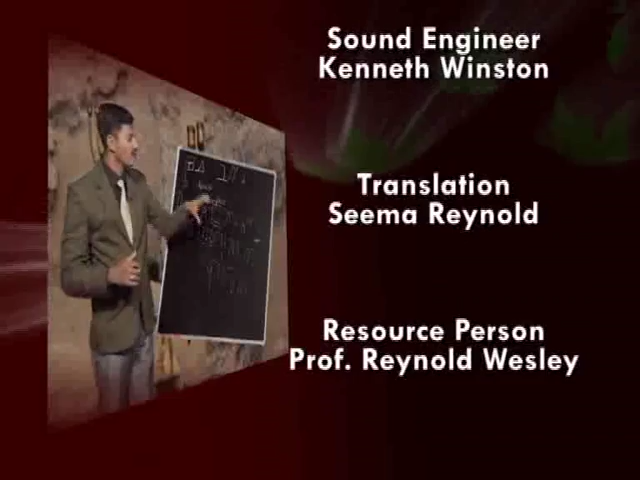 Sound Engineer
Kenneth Winston
Translation
Seema Reynold
Resource Person
Prof. Reynold Wesley